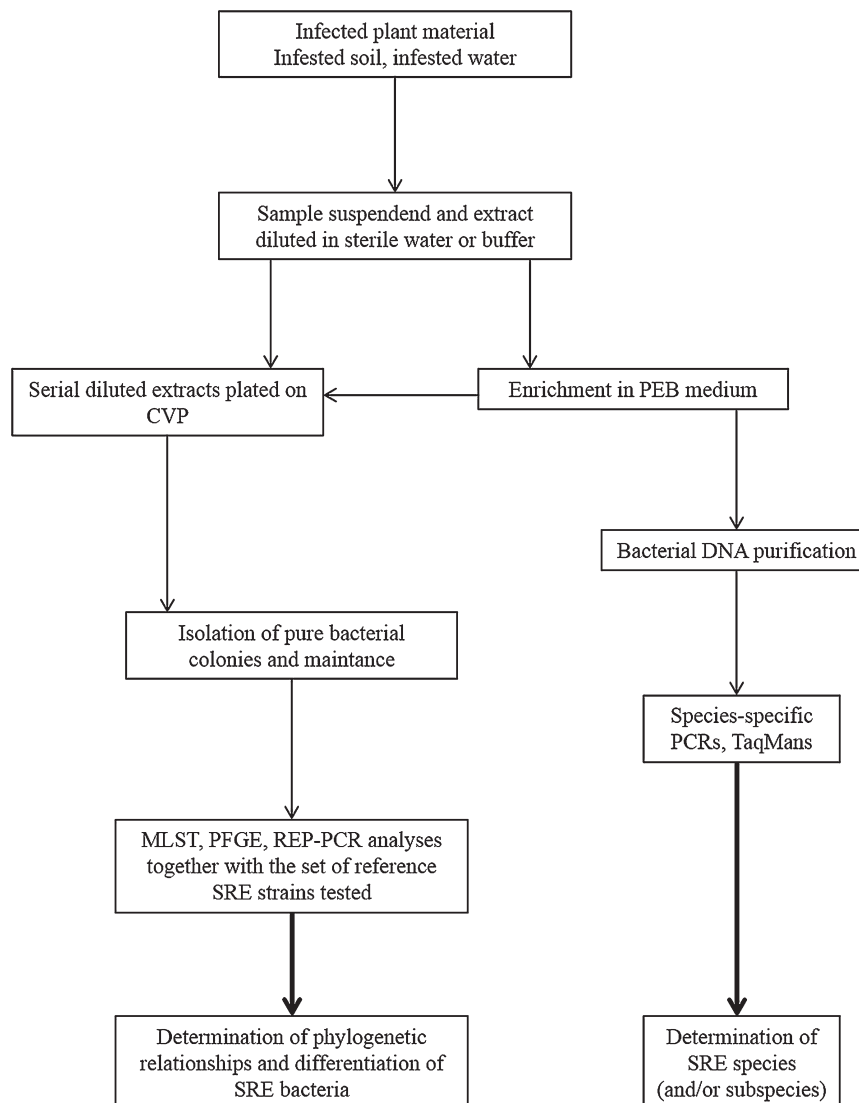 Infected plant material
Infested soil, infested water
Sample suspendend and extract
diluted in sterile water or buffer
Serial diluted extracts plated on
CVP
Enrichment in PEB medium
Bacterial DNA purification
Isolation of pure bacterial
colonies and maintance
Species-specific
PCRs, TaqMans
MLST, PFGE, REP-PCR analyses
together with the set of reference
SRE strains tested
Determination of phylogenetic
relationships and differentiation of
SRE bacteria
Determination of
SRE species
(and/or subspecies)